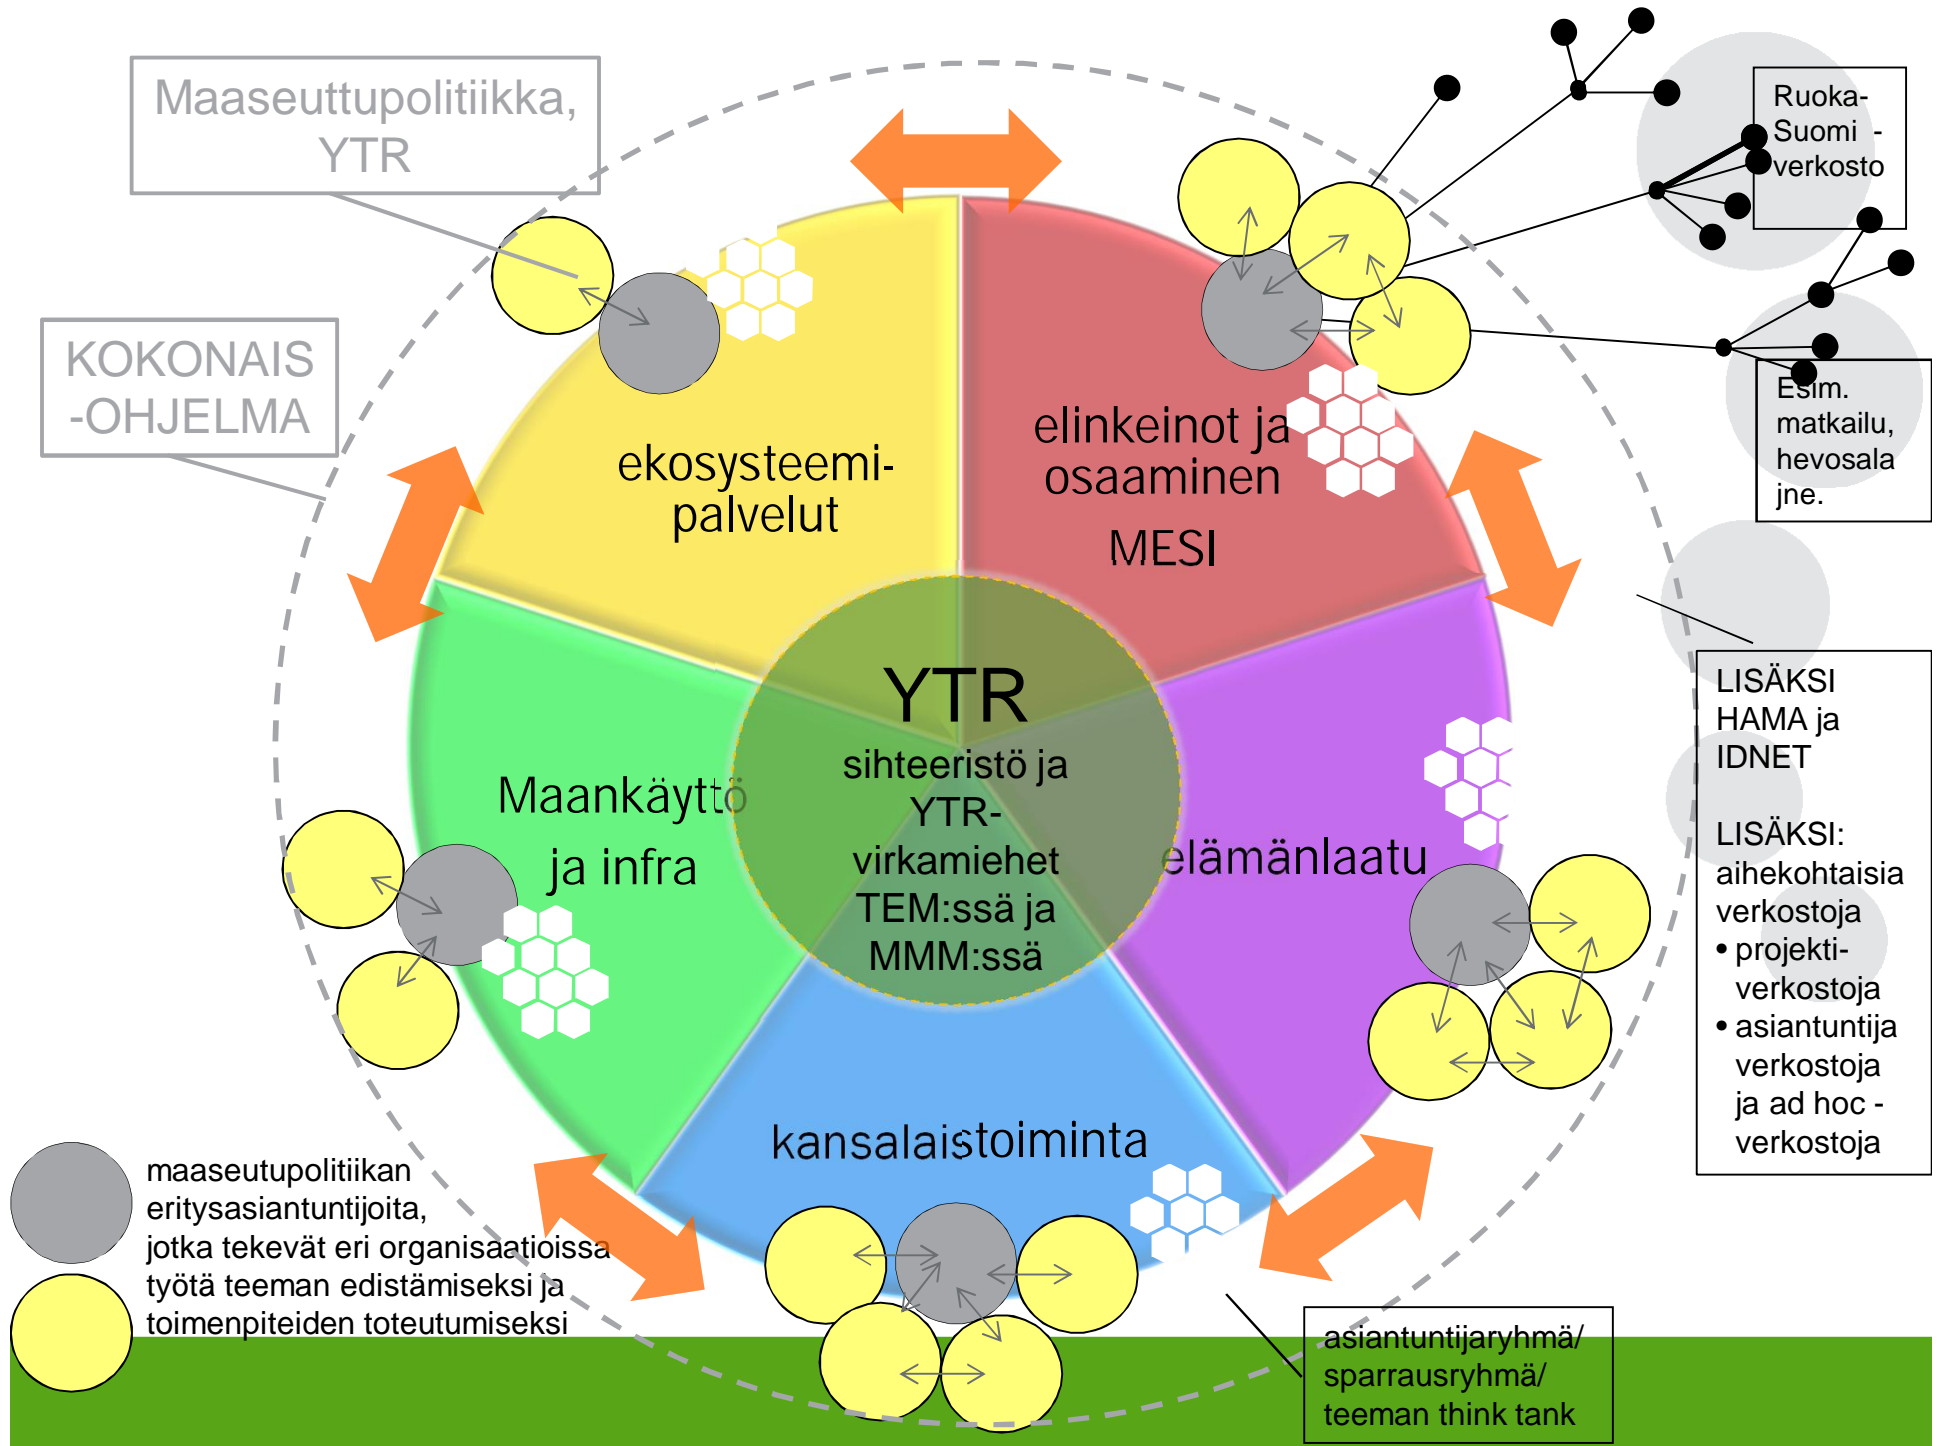 Maaseuttupolitiikka,
YTR
KOKONAIS
-OHJELMA
ekosysteemi-
palvelut
elinkeinot ja
osaaminen
MESI
Ruoka-
Suomi -
verkosto
Esim.
matkailu,
hevosala
jne.
YTR
sihteeristö ja
YTR-
virkamiehet
TEM:ssä ja
MMM:ssä
Maankäyttö
ja infra
elämänlaatu
kansalaistoiminta
LISÄKSI
HAMA ja
IDNET
LISÄKSI:
aihekohtaisia
verkostoja
• projekti-
verkostoja
• asiantuntija
verkostoja
ja ad hoc -
verkostoja
maaseutupolitiikan
eritysasiantuntijoita,
jotka tekevät eri organisaatioissa
työtä teeman edistämiseksi ja
toimenpiteiden toteutumiseksi
asiantuntijaryhmä/
sparrausryhmä/
teeman think tank